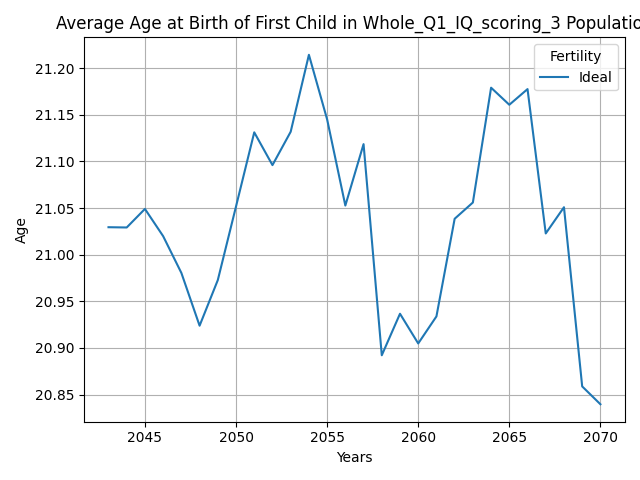 Average Age at Birth of First Child in Whole_Q1_IQ_scoring_3 Populatio
Fertility
Ideal
21.20
21.15
21.10
21.05
21.00
20.95
20.90
20.85
Age
2045 2050 2055 2060 2065 2070
Years